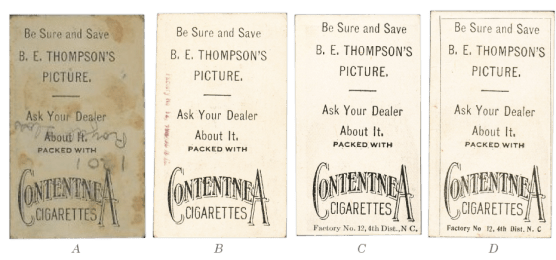 Be Sure and Save
B. E. THOMPSON'S
PICTURE.
Ask Your Dealer
About It.
PACKED WITH
CONTENTNEA
CIGARETTES
A
Be Sure and Save
B. E. THOMPSON'S
PICTURE.
Ask Your Dealer
About It.
PACKED WITH
CONTENTNEA
CIGARETTES
B
Be Sure and Save
B. E. THOMPSON'S
PICTURE.
Ask Your Dealer
About It.
PACKED WITH
CONTENTNEA
CIGARETTES
Factory No. 12, 4th Dist., N C.
C
Be Sure and Save
B. E. THOMPSON'S
PICTURE.
Ask Your Dealer
About It.
PACKED WITH
CONTENTNEA
CIGARETTES
Factory No 12, 4th Dist. N. C
D